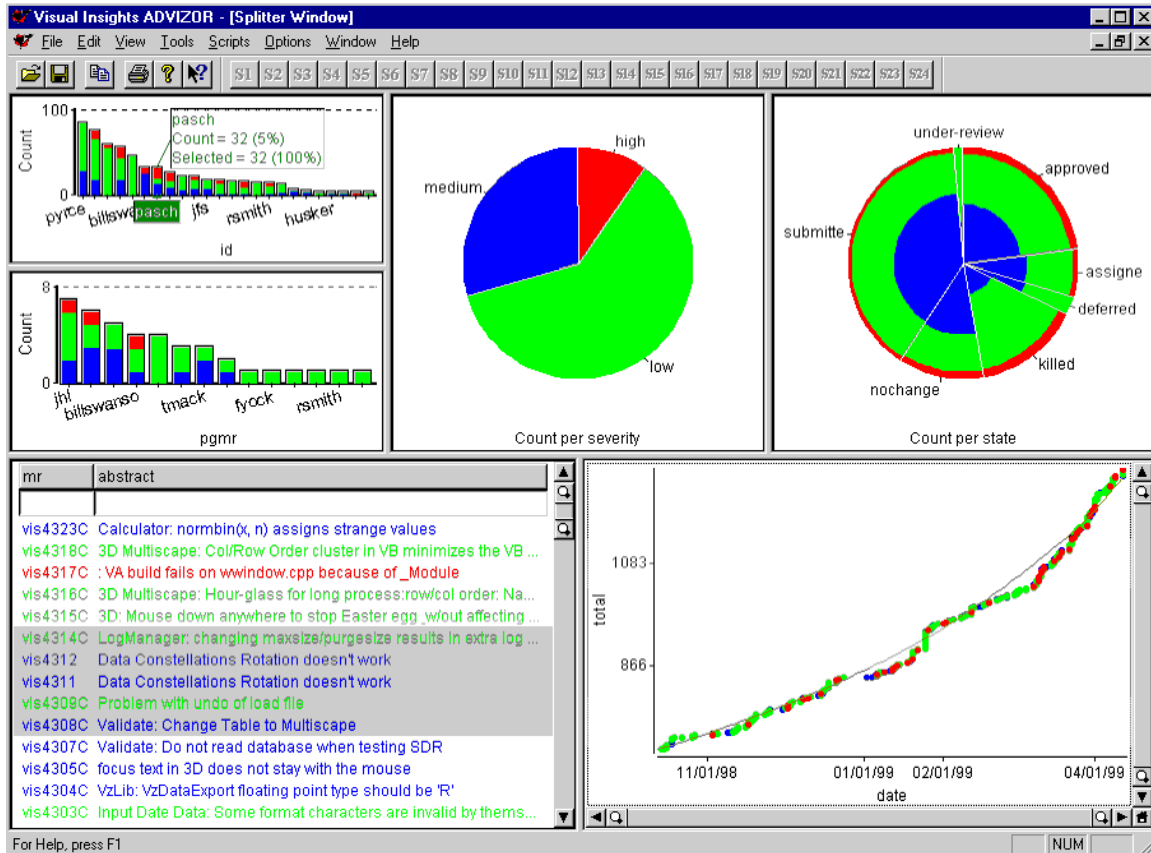 Visual Insights ADVIZOR - [Splitter Window]
File Edit View Tools Scripts Options Window Help
S1 S2 S3 S4 S5 S6 S7 S8 S9 S10 S11 S12 S13 S14 S15 S16 S17 S18 S19 S20 S21 S22 S23 S24
100
Count
0
pasch
Count = 32 (5%)
Selected = 32 (100%)
pyrce billswa pasch jfs rsmith husker
id
8
Count
0
jhl billswanso tmack fyock rsmith
pgmr
high
medium
low
Count per severity
under-review
approved
submitte
assigne
deferred
killed
nochange
Count per state
mr abstract
vis4323C Calculator: normbin(x, n) assigns strange values
vis4318C 3D Multiscape: Col/Row Order cluster in VB minimizes the VB ...
vis4317C : VA build fails on wwindow.cpp because of _Module
vis4316C 3D Multiscape: Hour-glass for long process:row/col order: Na...
vis4315C 3D: Mouse down anywhere to stop Easter egg_w/out affecting ...
vis4314C LogManager: changing maxsize/purgesize results in extra log ...
vis4312 Data Constellations Rotation doesn't work
vis4311 Data Constellations Rotation doesn't work
vis4309C Problem with undo of load file
vis4308C Validate: Change Table to Multiscape
vis4307C Validate: Do not read database when testing SDR
vis4305C focus text in 3D does not stay with the mouse
vis4304C VzLib: VzDataExport floating point type should be 'R'
vis4303C Input Date Data: Some format characters are invalid by thems...
1083
total
866
11/01/98 01/01/99 02/01/99 04/01/99
date
For Help, press F1
NUM